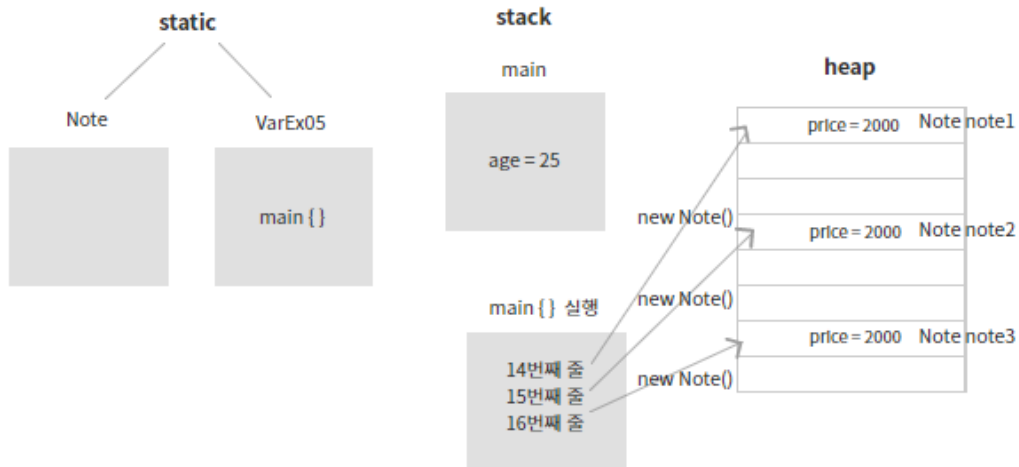 static
Note
VarEx05
main { }
stack
main
age = 25
main { } 실행
14번째 줄
15번째 줄
16번째 줄
new Note()
new Note()
new Note()
heap
price = 2000 Note note1
price = 2000 Note note2
price = 2000 Note note3